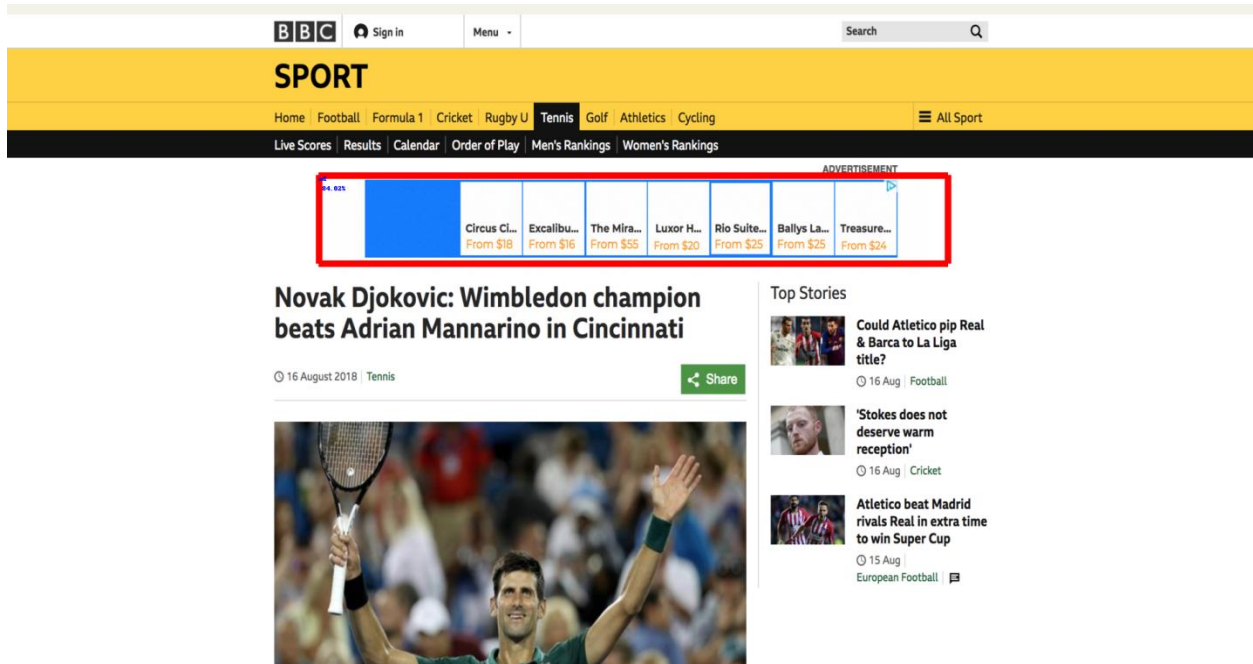 BBC Sign in Menu Search
SPORT
Home Football Formula 1 Cricket Rugby U Tennis Golf Athletics Cycling All Sport
Live Scores Results Calendar Order of Play Men's Rankings Women's Rankings
ADVERTISEMENT
84.02%
Circus Ci... Excalibu... The Mira... Luxor H... Rio Suite... Ballys La... Treasure...
From $18 From $16 From $55 From $20 From $25 From $25 From $24
Novak Djokovic: Wimbledon champion
beats Adrian Mannarino in Cincinnati
16 August 2018 Tennis
Share
Top Stories
Could Atletico pip Real
& Barca to La Liga
title?
16 Aug Football
'Stokes does not
deserve warm
reception'
16 Aug Cricket
Atletico beat Madrid
rivals Real in extra time
to win Super Cup
15 Aug
European Football